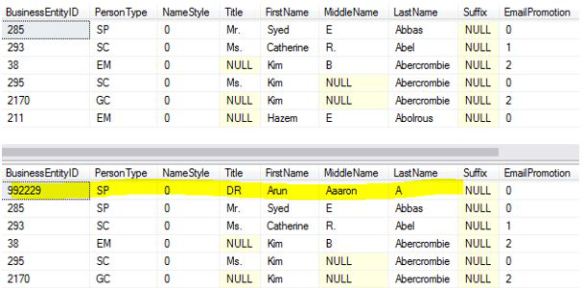 BusinessEntityID PersonType NameStyle Title FirstName MiddleName LastName Suffix EmailPromotion
285 SP 0 Mr. Syed E Abbas NULL 0
293 SC 0 Ms. Catherine R. Abel NULL 1
38 EM 0 NULL Kim B Abercrombie NULL 2
295 SC 0 Ms. Kim NULL Abercrombie NULL 0
2170 GC 0 NULL Kim NULL Abercrombie NULL 2
211 EM 0 NULL Hazem E Abolrous NULL 0
BusinessEntityID PersonType NameStyle Title FirstName MiddleName LastName Suffix EmailPromotion
992229 SP 0 DR Arun Aaaron A NULL 0
285 SP 0 Mr. Syed E Abbas NULL 0
293 SC 0 Ms. Catherine R. Abel NULL 1
38 EM 0 NULL Kim B Abercrombie NULL 2
295 SC 0 Ms. Kim NULL Abercrombie NULL 0
2170 GC 0 NULL Kim NULL Abercrombie NULL 2